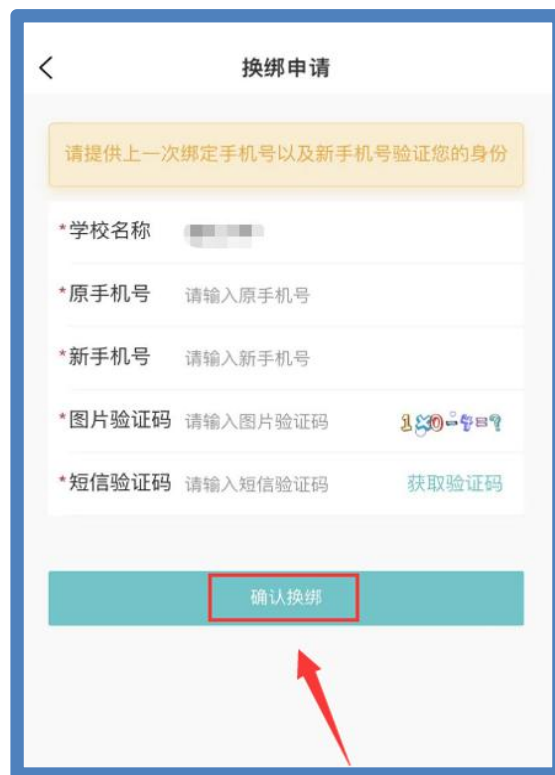 换绑申请
请提供上一次绑定手机号以及新手机号验证您的身份
*学校名称
*原手机号 请输入原手机号
*新手机号 请输入新手机号
*图片验证码 请输入图片验证码 1×0÷4=?
*短信验证码 请输入短信验证码 获取验证码
确认换绑